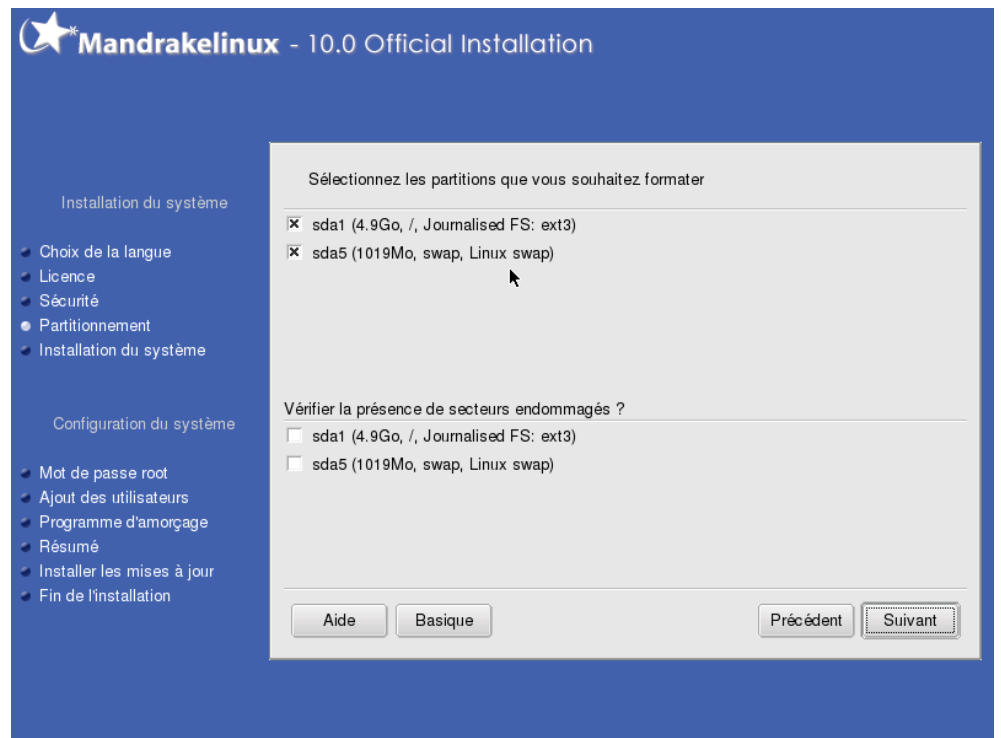 Mandrakelinux - 10.0 Official Installation
Installation du système
Choix de la langue
Licence
Sécurité
Partitionnement
Installation du système
Configuration du système
Mot de passe root
Ajout des utilisateurs
Programme d'amorçage
Résumé
Installer les mises à jour
Fin de l'installation
Sélectionnez les partitions que vous souhaitez formater
sda1 (4.9Go, /, Journalised FS: ext3)
sda5 (1019Mo, swap, Linux swap)
Vérifier la présence de secteurs endommagés ?
sda1 (4.9Go, /, Journalised FS: ext3)
sda5 (1019Mo, swap, Linux swap)
Aide Basique Précédent Suivant